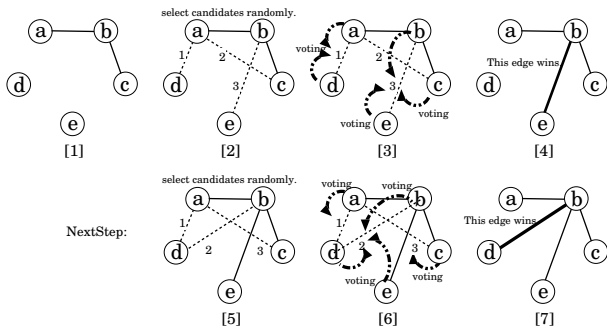 select candidates randomly.
a
b
c
d
e
[1]
a
b
c
d
e
1
2
3
[2]
voting
a
b
c
d
e
1
2
3
voting
voting
[3]
a
b
c
d
e
This edge wins
[4]
NextStep:
select candidates randomly.
a
b
c
d
e
1
2
3
[5]
voting
voting
a
b
c
d
e
1
2
3
voting
voting
[6]
a
b
c
d
e
This edge wins
[7]